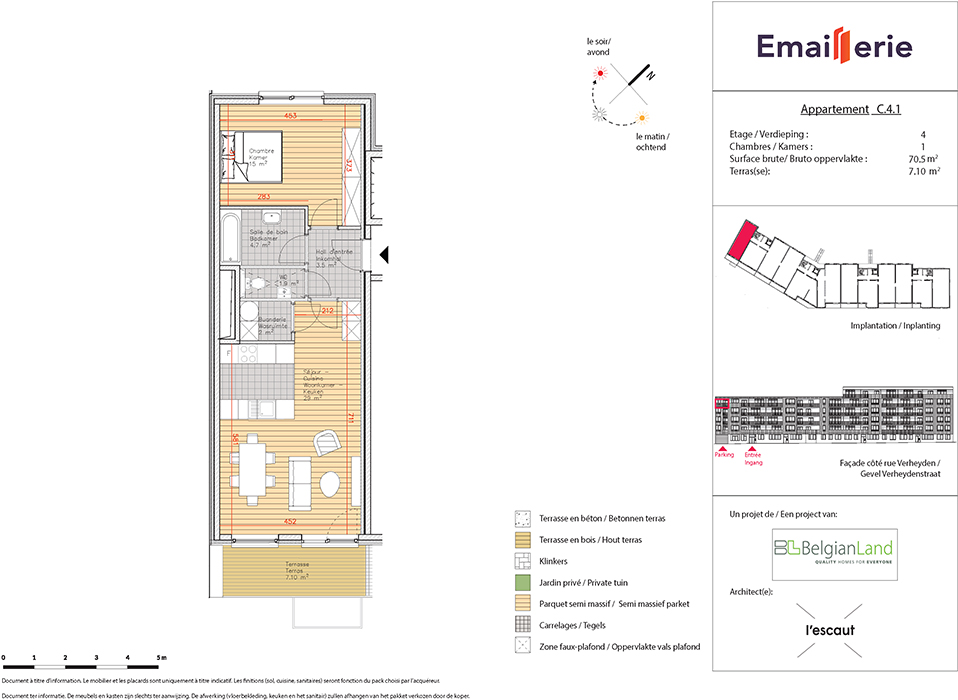 Emaillerie
le soir/
avond
N
le matin /
ochtend
Appartement C.4.1
Etage / Verdieping : 4
Chambres / Kamers : 1
Surface brute/ Bruto oppervlakte : 70.5 m²
Terras(se): 7.10 m²
453
Chambre
Kamer
15 m²
373
283
Salle de bain
Badkamer
4,7 m²
Hall d'entrée
Inkomhal
3.5 m²
WC
1.9 m²
212
Buanderie
Wasruimte
2 m²
F
Séjour -
Cuisine
Woonkamer -
Keuken
29 m²
711
561
452
Terrasse
Terras
7.10 m²
Implantation / Inplanting
Parking
Entrée
Ingang
Façade côté rue Verheyden /
Gevel Verheydenstraat
Terrasse en béton / Betonnen terras
Terrasse en bois / Hout terras
Klinkers
Jardin privé / Private tuin
Parquet semi massif / Semi massief parket
Carrelages / Tegels
Zone faux-plafond / Oppervlakte vals plafond
Un projet de / Een project van:
BelgianLand
QUALITY HOMES FOR EVERYONE
Architect(e):
l'escaut
0 1 2 3 4 5 m
Document à titre d'information. Le mobilier et les placards sont uniquement à titre indicatif. Les finitions (sol, cuisine, sanitaires) seront fonction du pack choisis par l'acquéreur.
Document ter informatie. De meubels en kasten zijn slechts ter aanwijzing. De afwerking (vloerbekleding, keuken en het sanitair) zullen afhangen van het pakket verkozen door de koper.